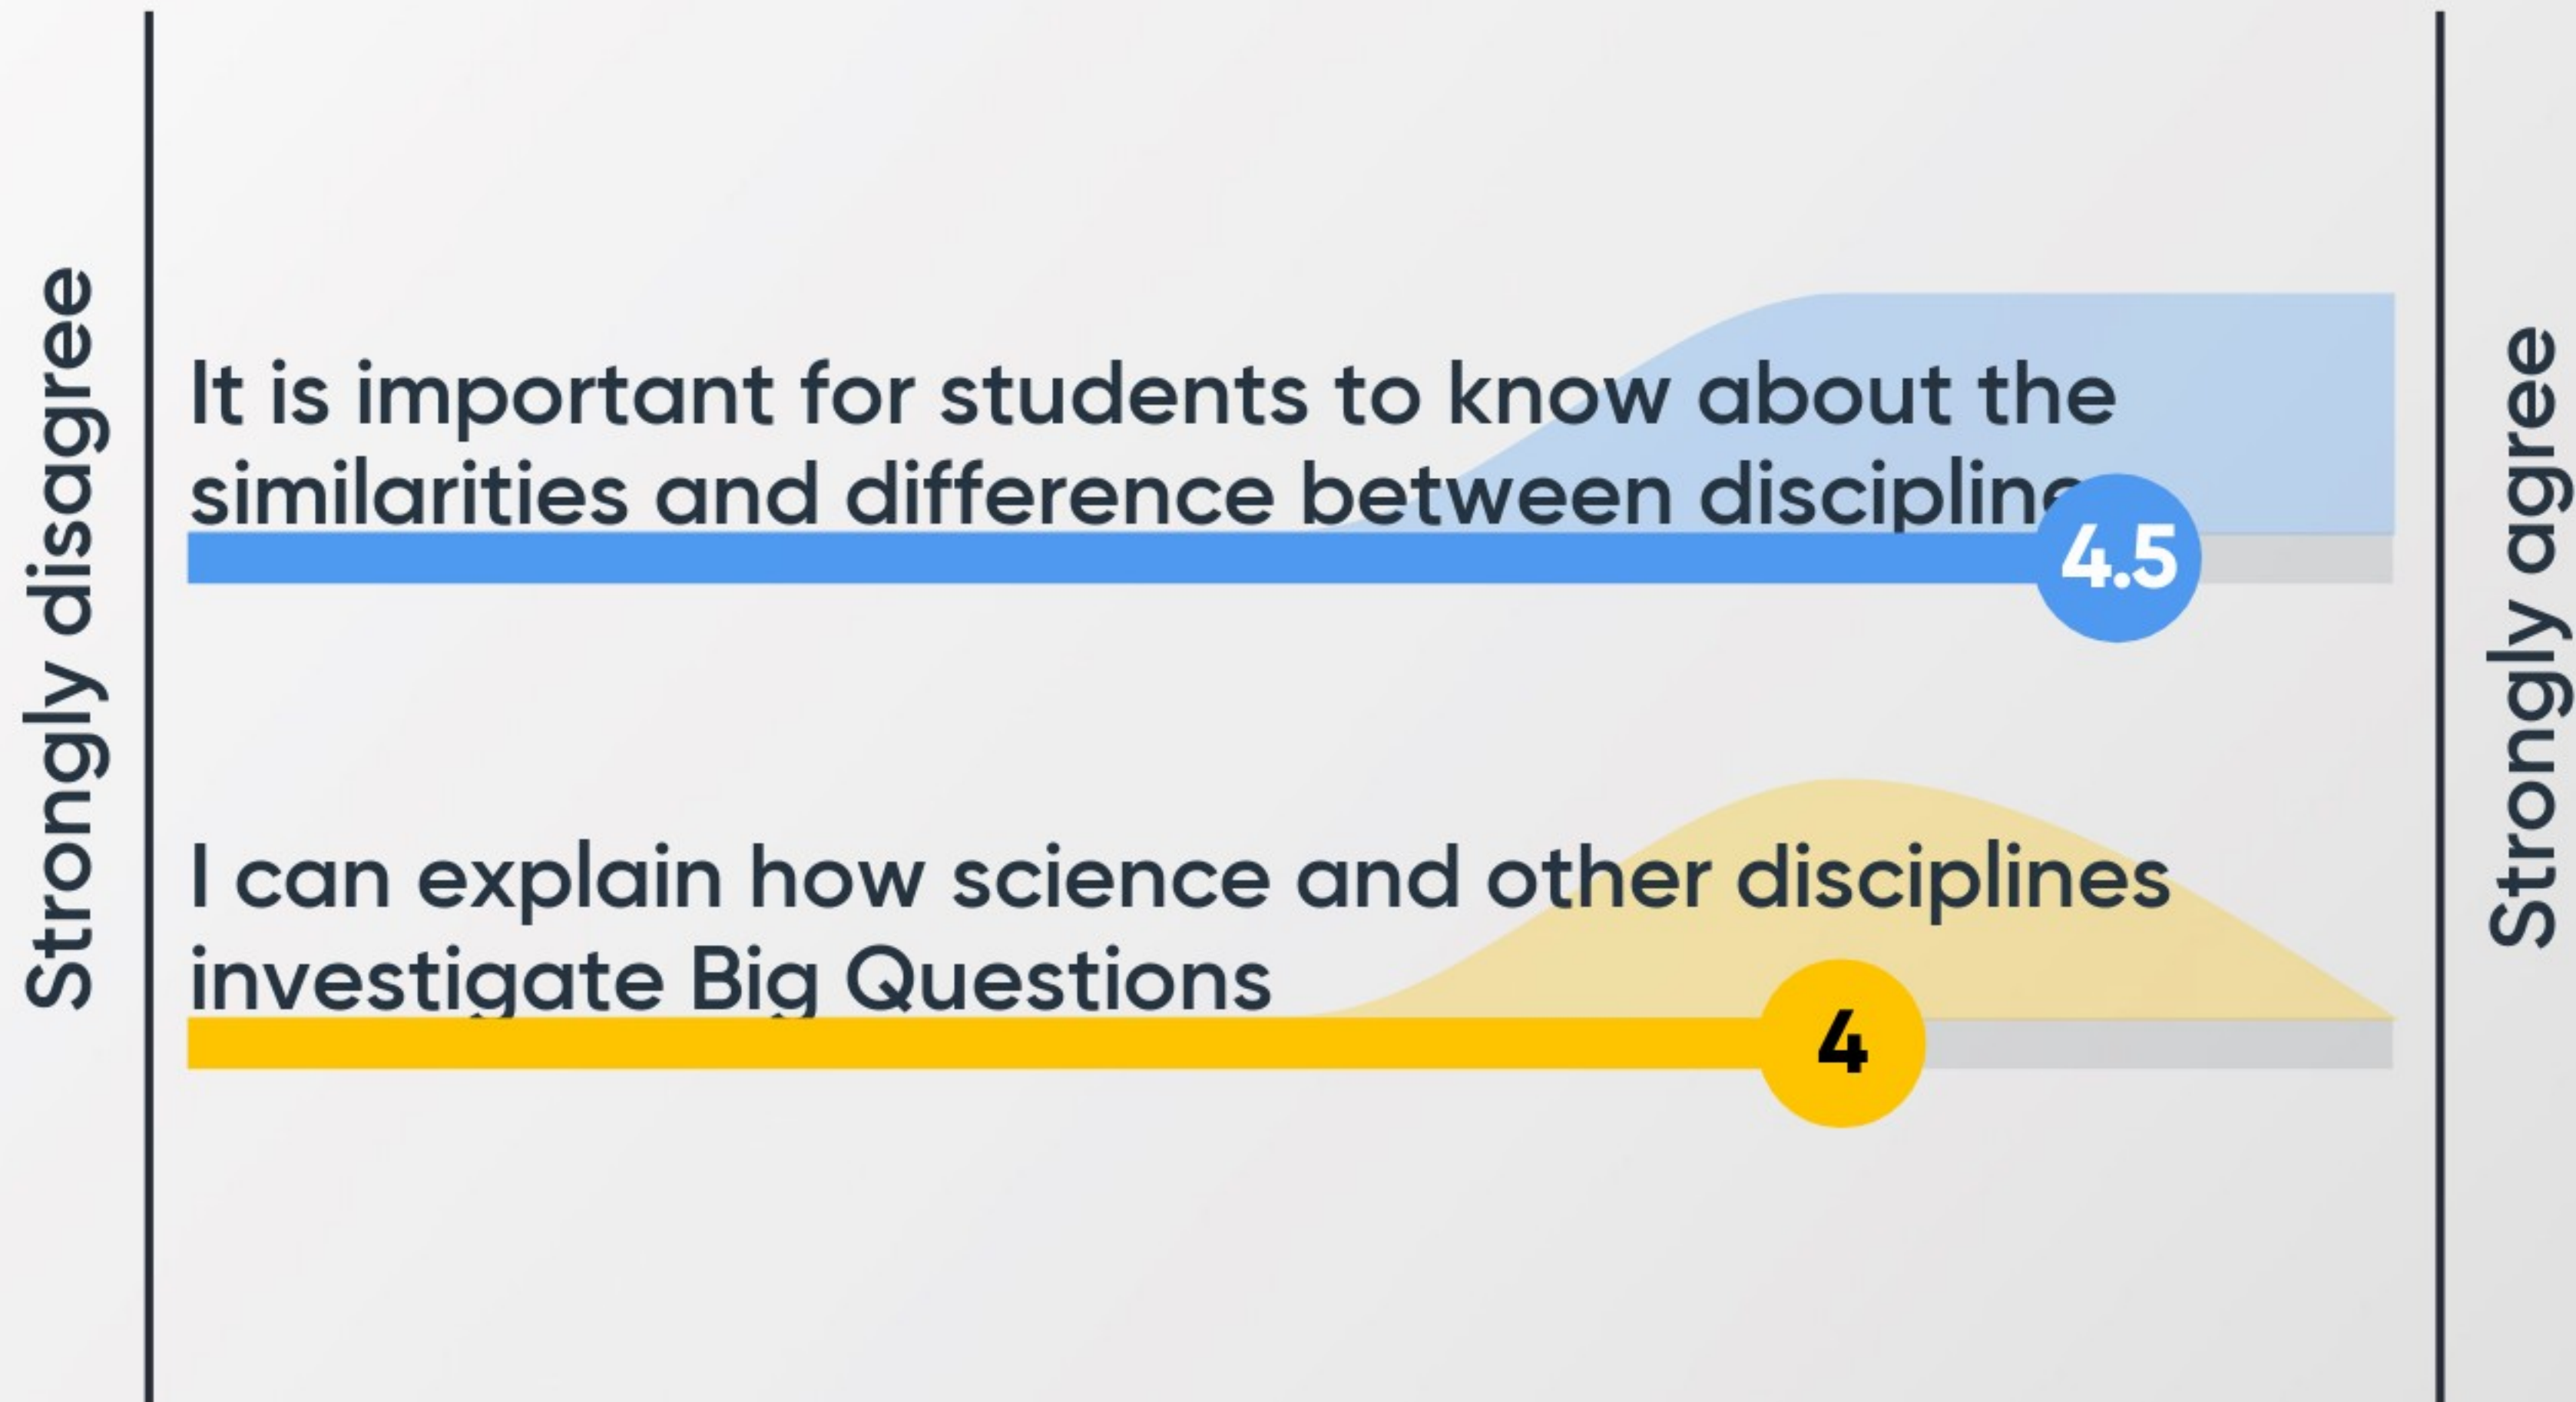 Strongly disagree
It is important for students to know about the
similarities and difference between discipline
4.5
I can explain how science and other disciplines
investigate Big Questions
4
Strongly agree